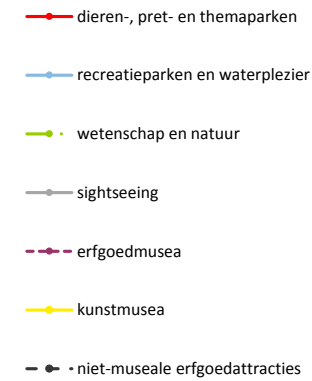 dieren-, pret- en themaparken
recreatieparken en waterplezier
wetenschap en natuur
sightseeing
erfgoedmusea
kunstmusea
niet-museale erfgoedattracties